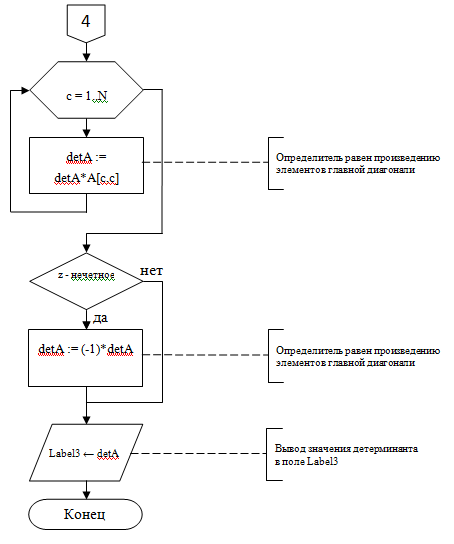 4
c = 1..N
detA :=
detA*A[c,c]
Определитель равен произведению
элементов главной диагонали
z - нечетное
нет
да
detA := (-1)*detA
Определитель равен произведению
элементов главной диагонали
Label3 ← detA
Вывод значения детерминанта
в поле Label3
Конец